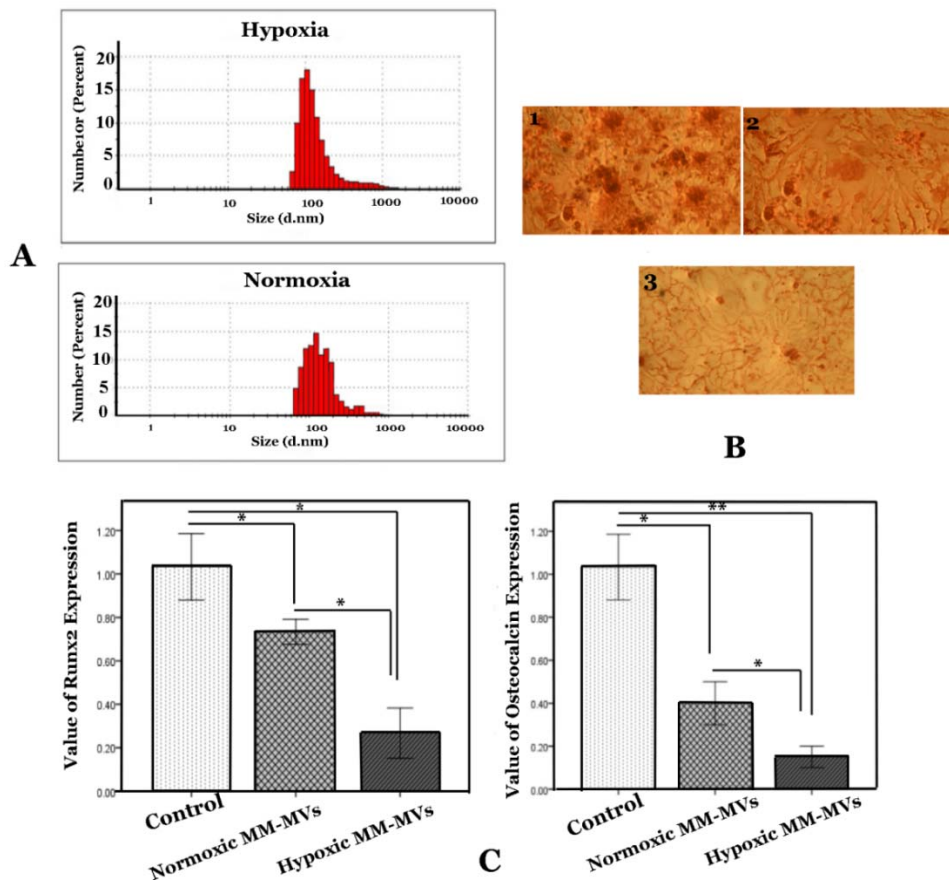 Hypoxia
Numbe1or (Percent)
20
15
10
5
0
1 10 100 1000 10000
Size (d.nm)
A
Normoxia
Number (Percent)
20
15
10
5
0
1 10 100 1000 10000
Size (d.nm)
1
2
3
B
Value of Runx2 Expression
1.20
1.00
0.80
0.60
0.40
0.20
0.00
*
*
*
Control
Normoxic MM-MVs
Hypoxic MM-MVs
Value of Osteocalcin Expression
1.20
1.00
0.80
0.60
0.40
0.20
0.00
**
*
*
Control
Normoxic MM-MVs
Hypoxic MM-MVs
C